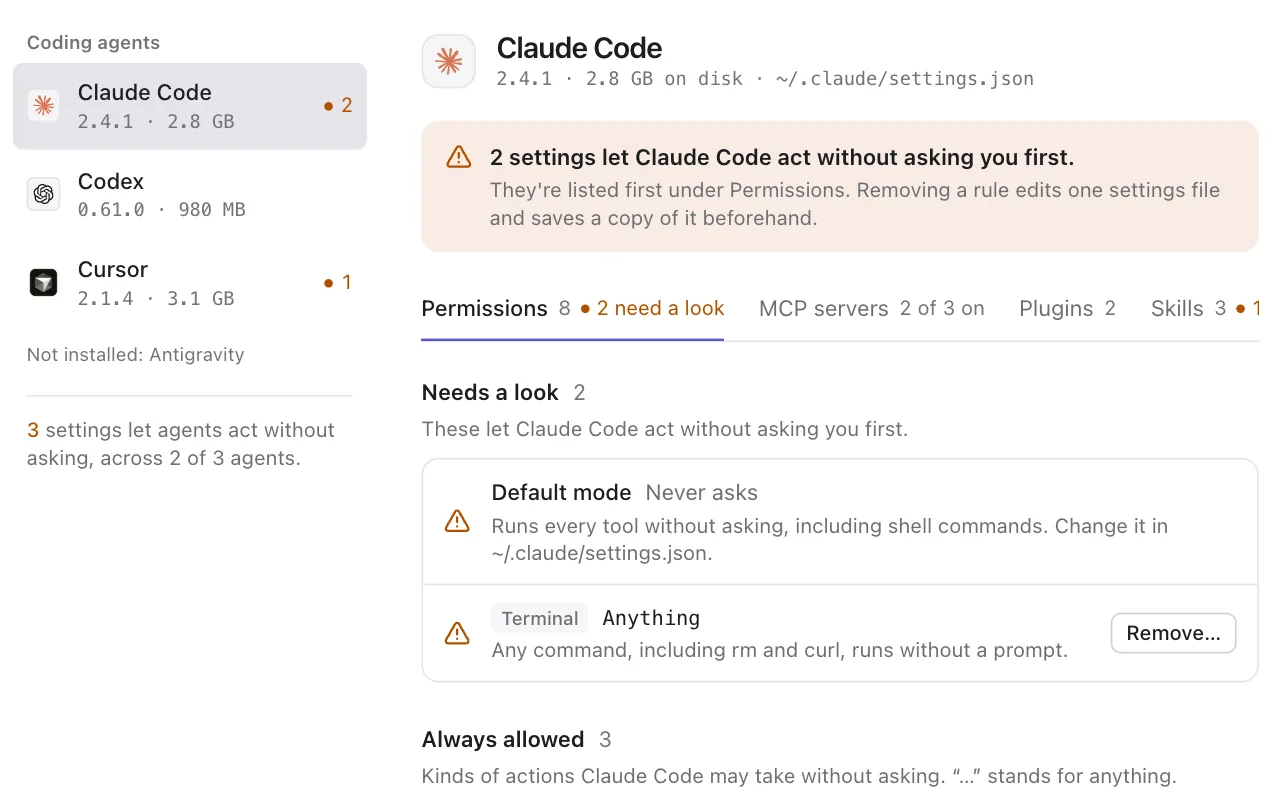 Coding agents
Claude Code
2.4.1 · 2.8 GB
2
Codex
0.61.0 · 980 MB
Cursor
2.1.4 · 3.1 GB
1
Not installed: Antigravity
3 settings let agents act without
asking, across 2 of 3 agents.
Claude Code
2.4.1 · 2.8 GB on disk · ~/.claude/settings.json
2 settings let Claude Code act without asking you first.
They're listed first under Permissions. Removing a rule edits one settings file
and saves a copy of it beforehand.
Permissions 8 • 2 need a look MCP servers 2 of 3 on Plugins 2 Skills 3 • 1
Needs a look 2
These let Claude Code act without asking you first.
Default mode Never asks
Runs every tool without asking, including shell commands. Change it in
~/.claude/settings.json.
Terminal Anything
Any command, including rm and curl, runs without a prompt.
Remove...
Always allowed 3
Kinds of actions Claude Code may take without asking. “...” stands for anything.